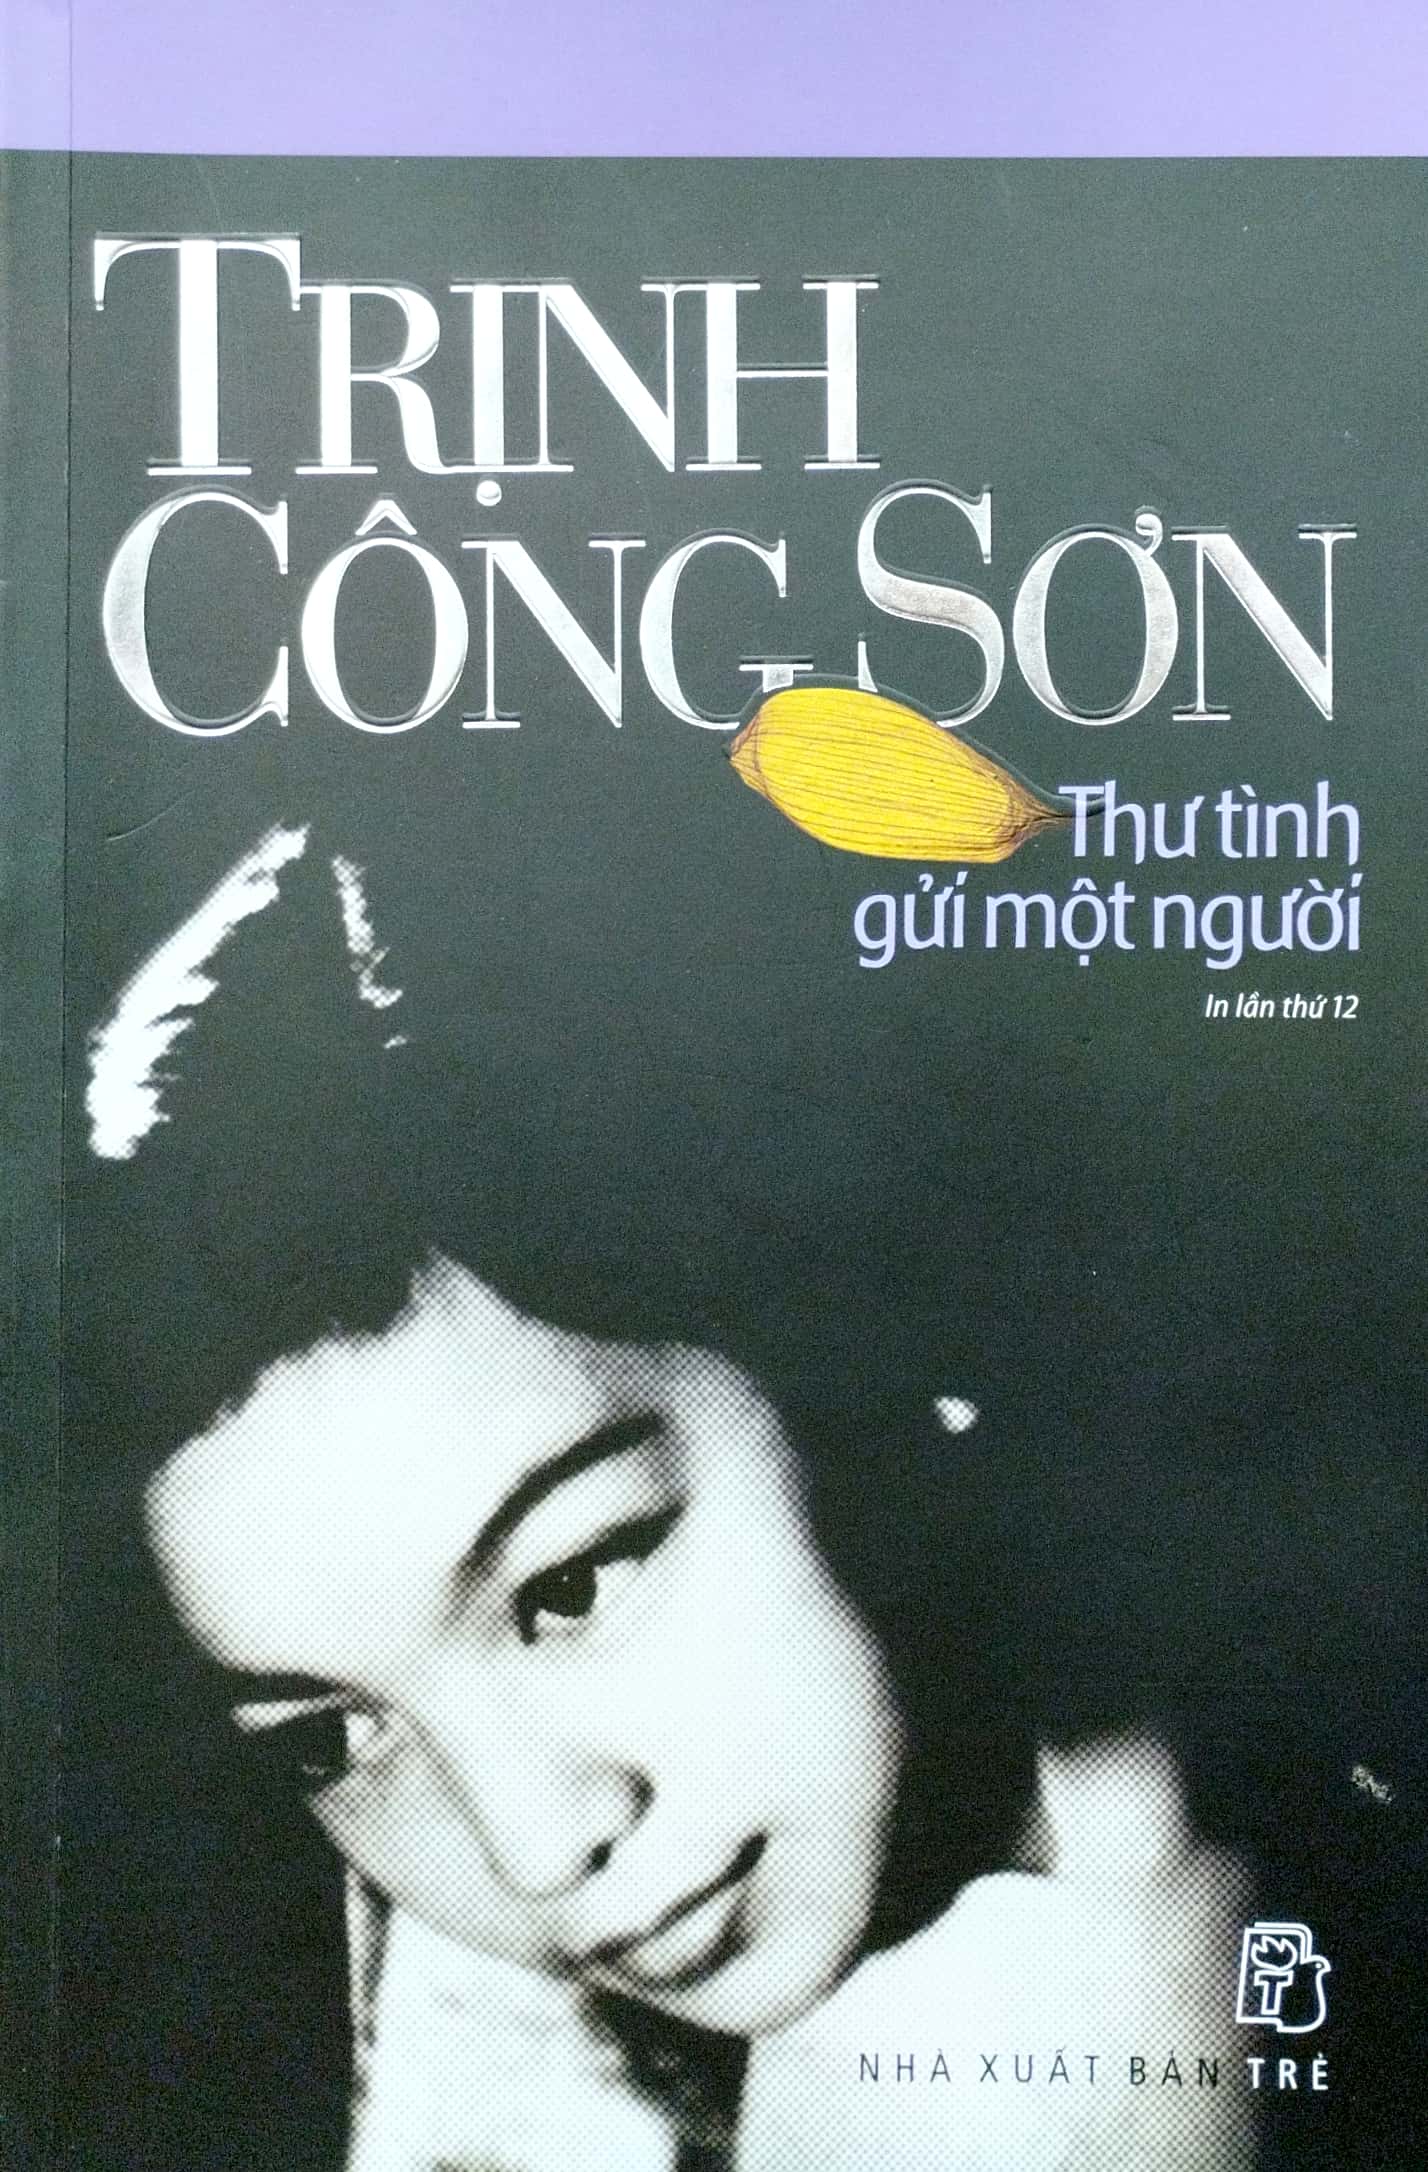 TRỊNH
CÔNG SƠN
Thư tình
gửi một người
In lần thứ 12
T
NHÀ XUẤT BẢN TRẺ